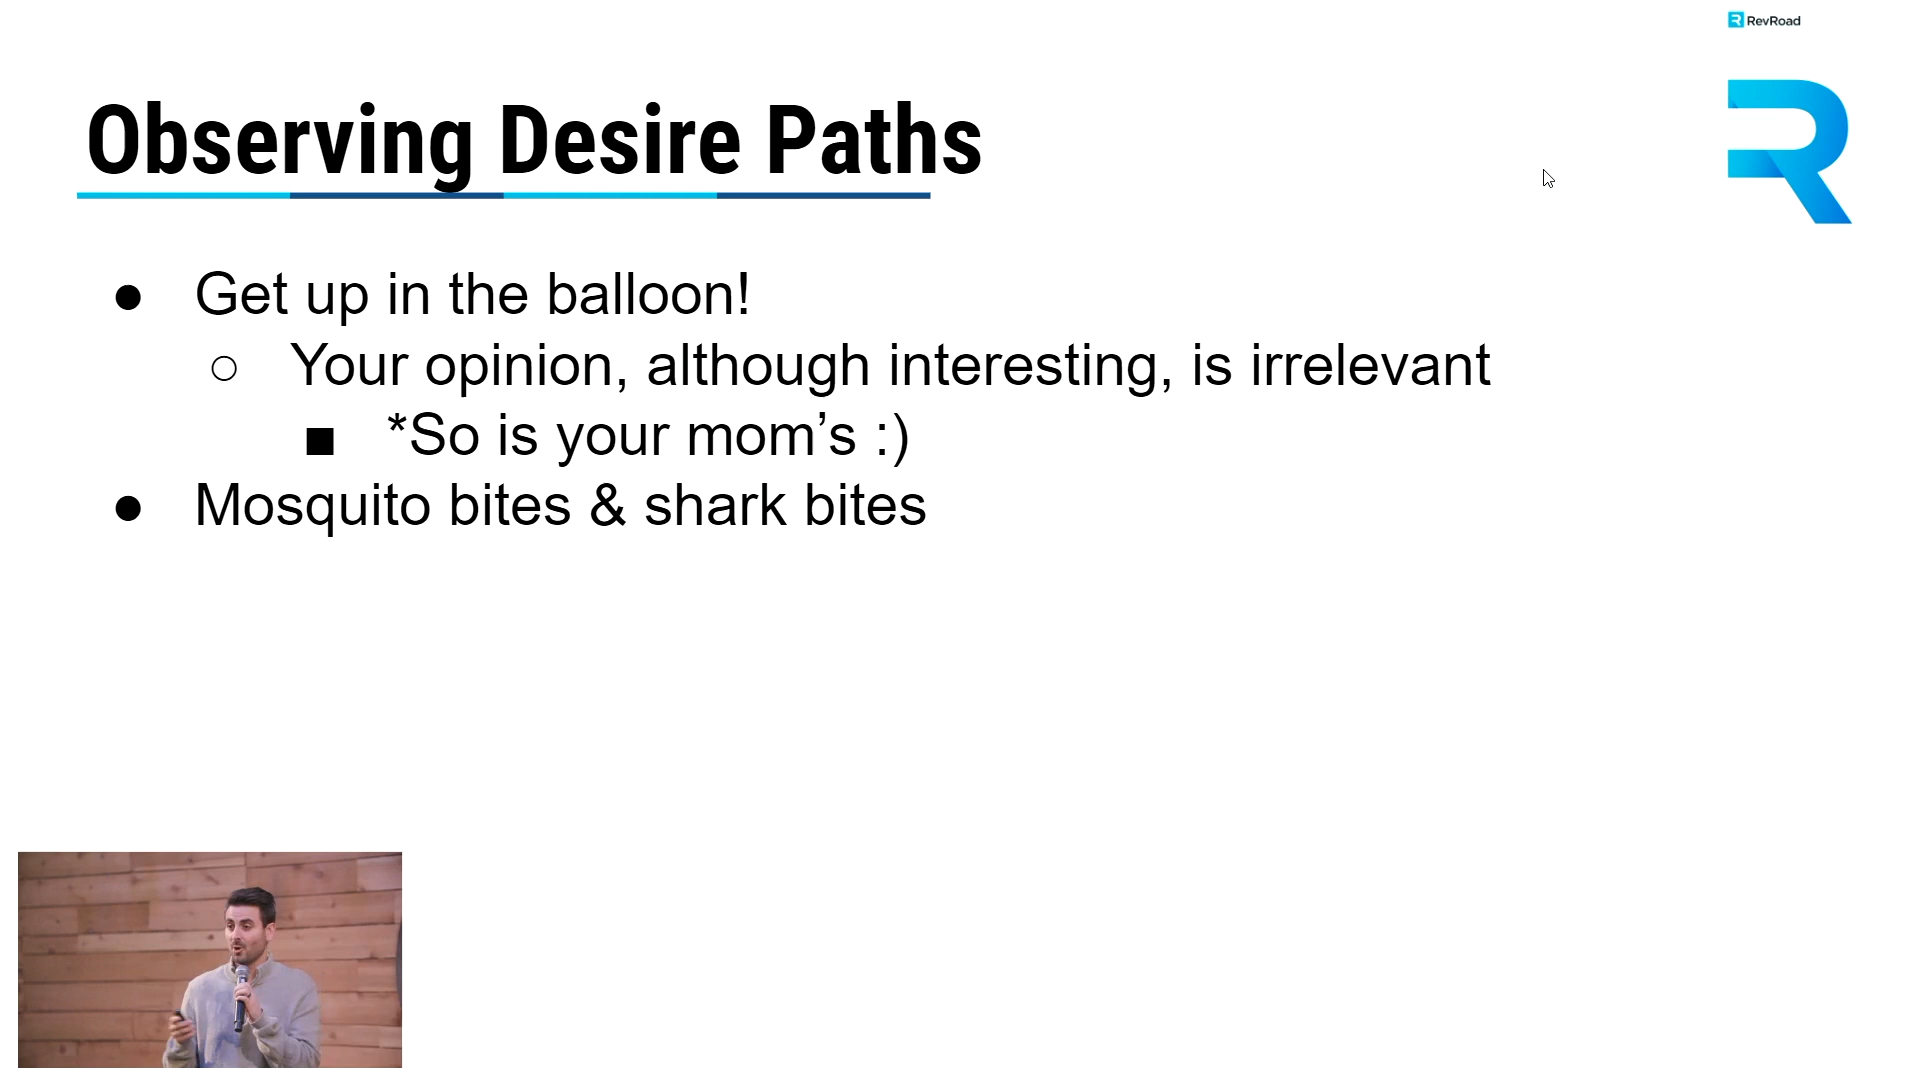 RevRoad
Observing Desire Paths
● Get up in the balloon!
○ Your opinion, although interesting, is irrelevant
■ *So is your mom’s :)
● Mosquito bites & shark bites